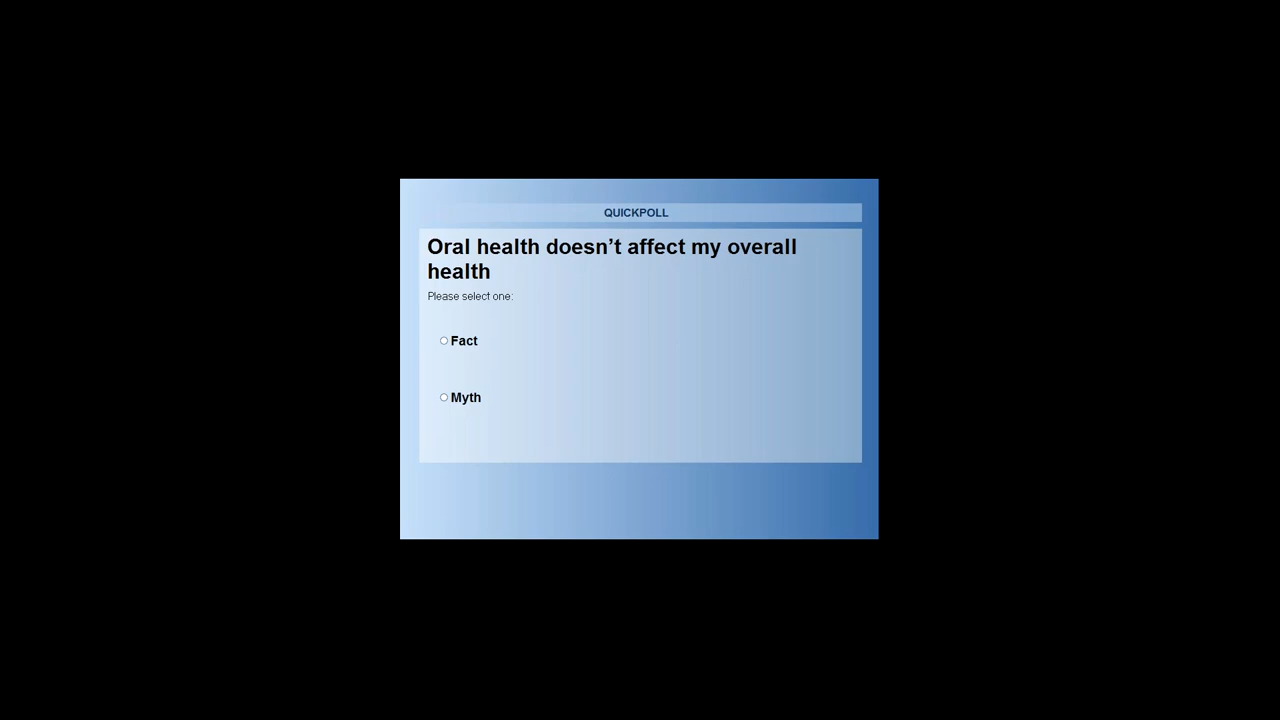 QUICKPOLL
Oral health doesn’t affect my overall
health
Please select one:
Fact
Myth